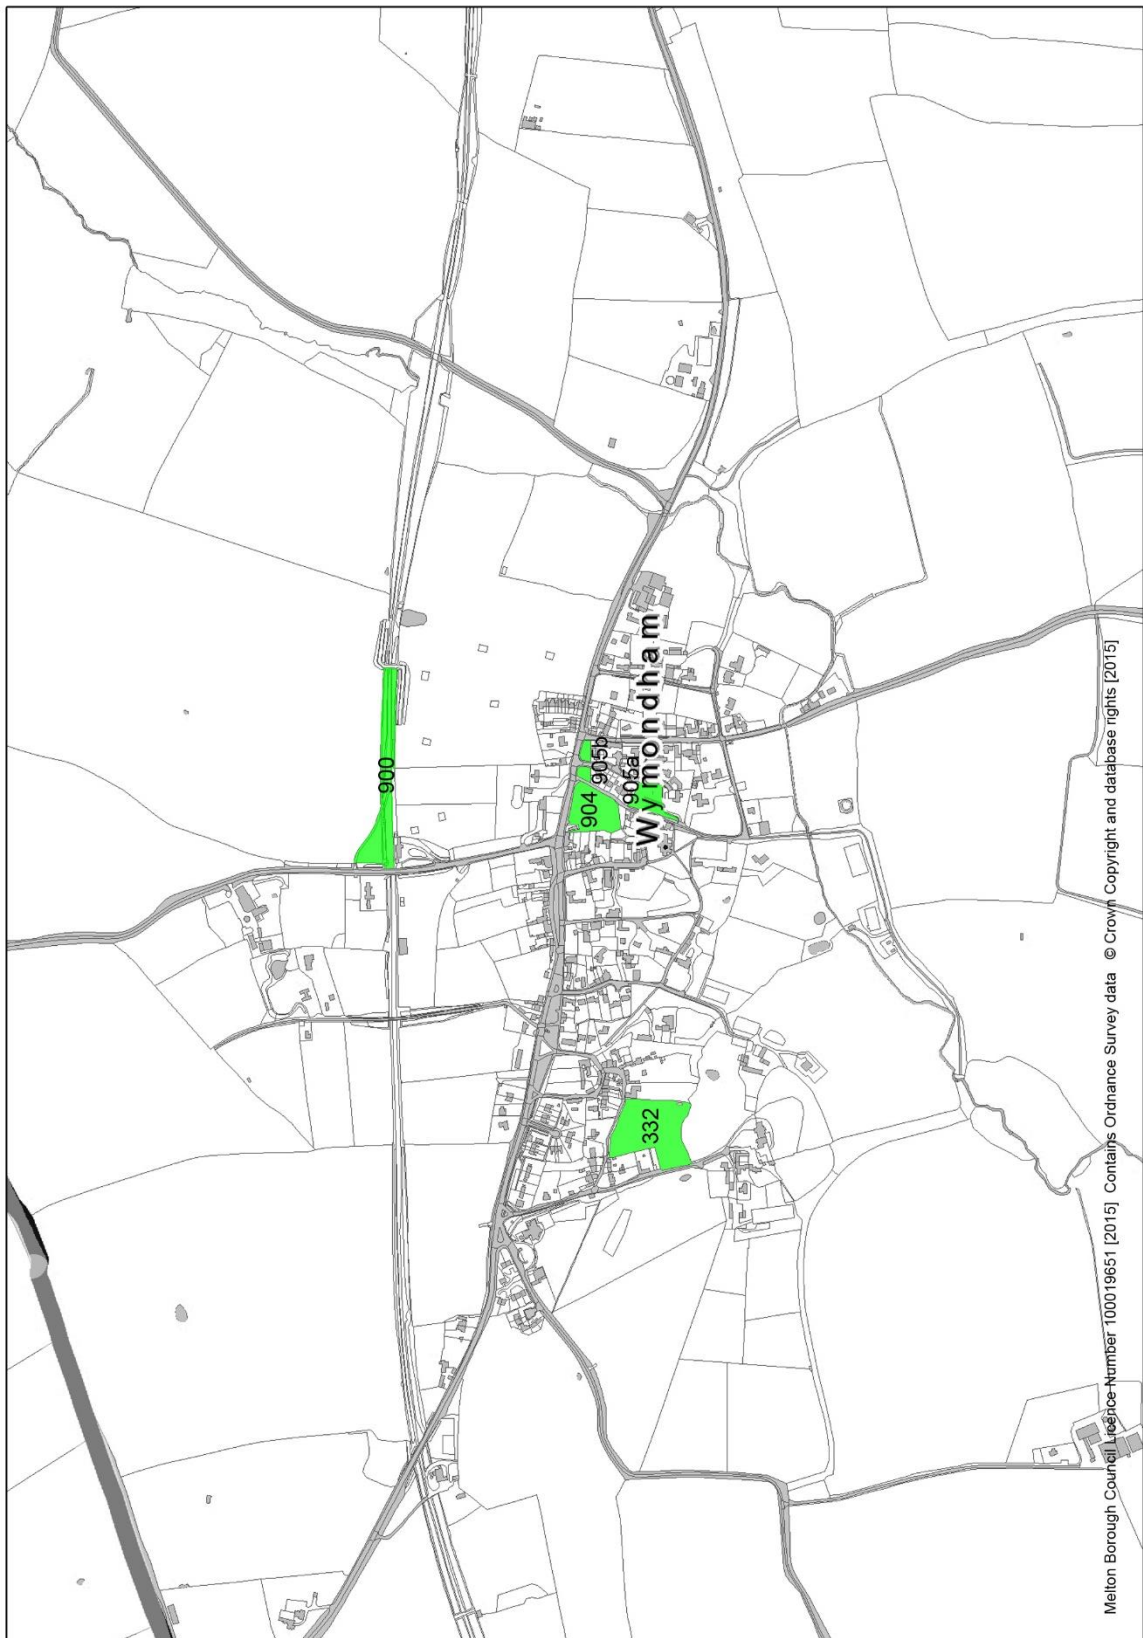 900
904
905b
905a
Wymondham
332
Melton Borough Council Licence Number 100019651 [2015] Contains Ordnance Survey data © Crown Copyright and database rights [2015]